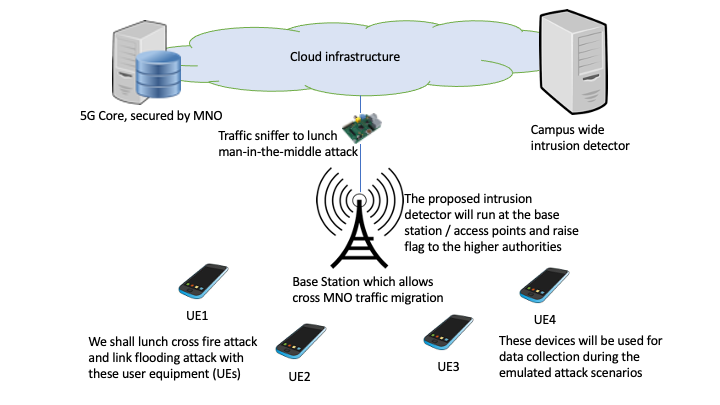 Cloud infrastructure
5G Core, secured by MNO
Traffic sniffer to lunch
man-in-the-middle attack
Campus wide
intrusion detector
The proposed intrusion
detector will run at the base
station / access points and raise
flag to the higher authorities
Base Station which allows
cross MNO traffic migration
UE1
UE4
We shall lunch cross fire attack
and link flooding attack with
these user equipment (UEs)
UE2
UE3
These devices will be used for
data collection during the
emulated attack scenarios